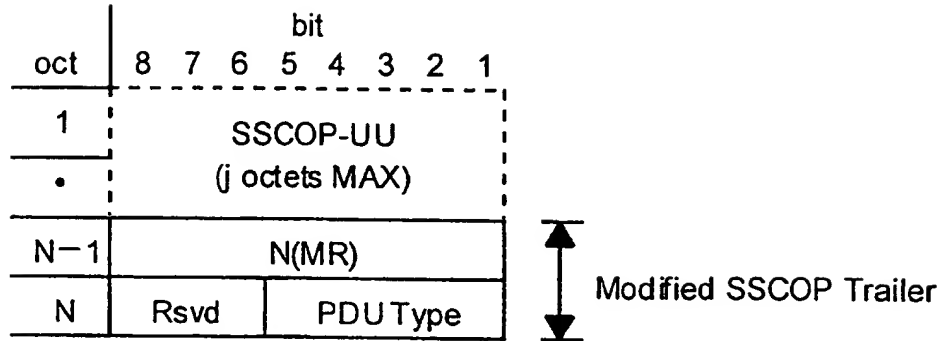 bit
oct 8 7 6 5 4 3 2 1
1 SSCOP-UU
• (j octets MAX)
N−1 N(MR)
N Rsvd PDU Type
Modified SSCOP Trailer